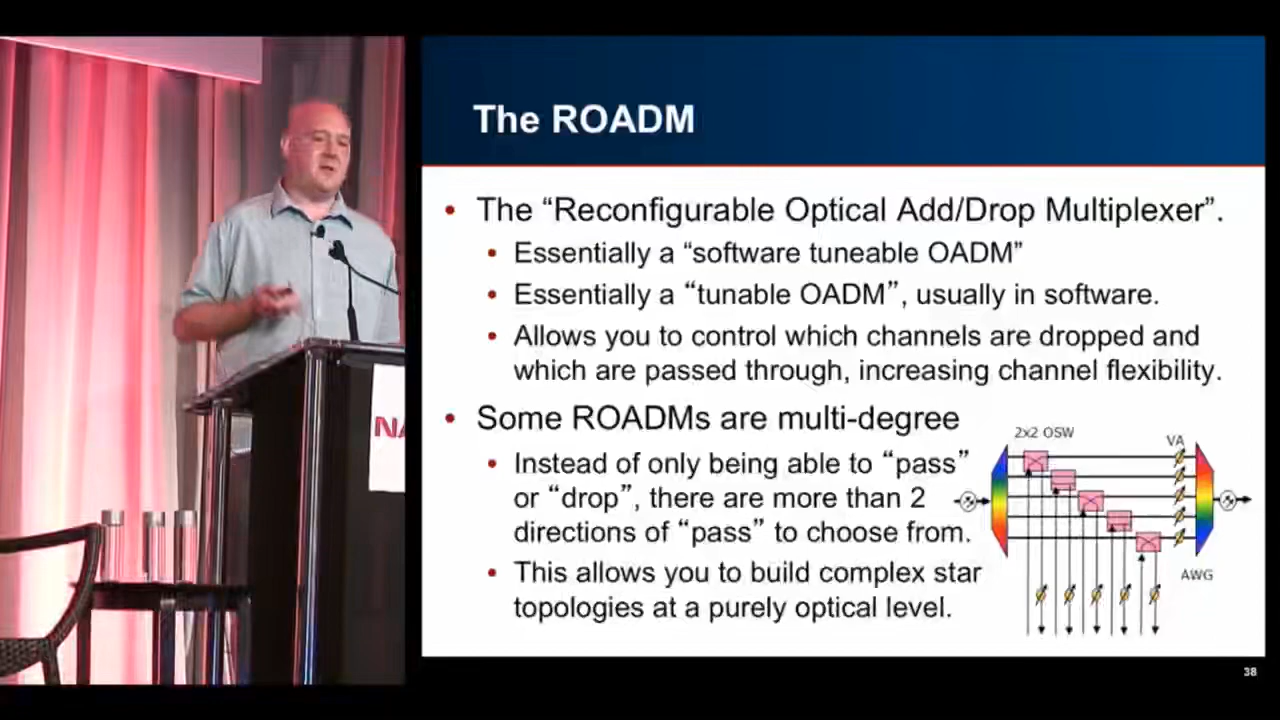 The ROADM
• The “Reconfigurable Optical Add/Drop Multiplexer”.
• Essentially a “software tuneable OADM”
• Essentially a “tunable OADM”, usually in software.
• Allows you to control which channels are dropped and
which are passed through, increasing channel flexibility.
• Some ROADMs are multi-degree
• Instead of only being able to “pass”
or “drop”, there are more than 2
directions of “pass” to choose from.
• This allows you to build complex star
topologies at a purely optical level.
2x2 OSW
VA
AWG
NA
38